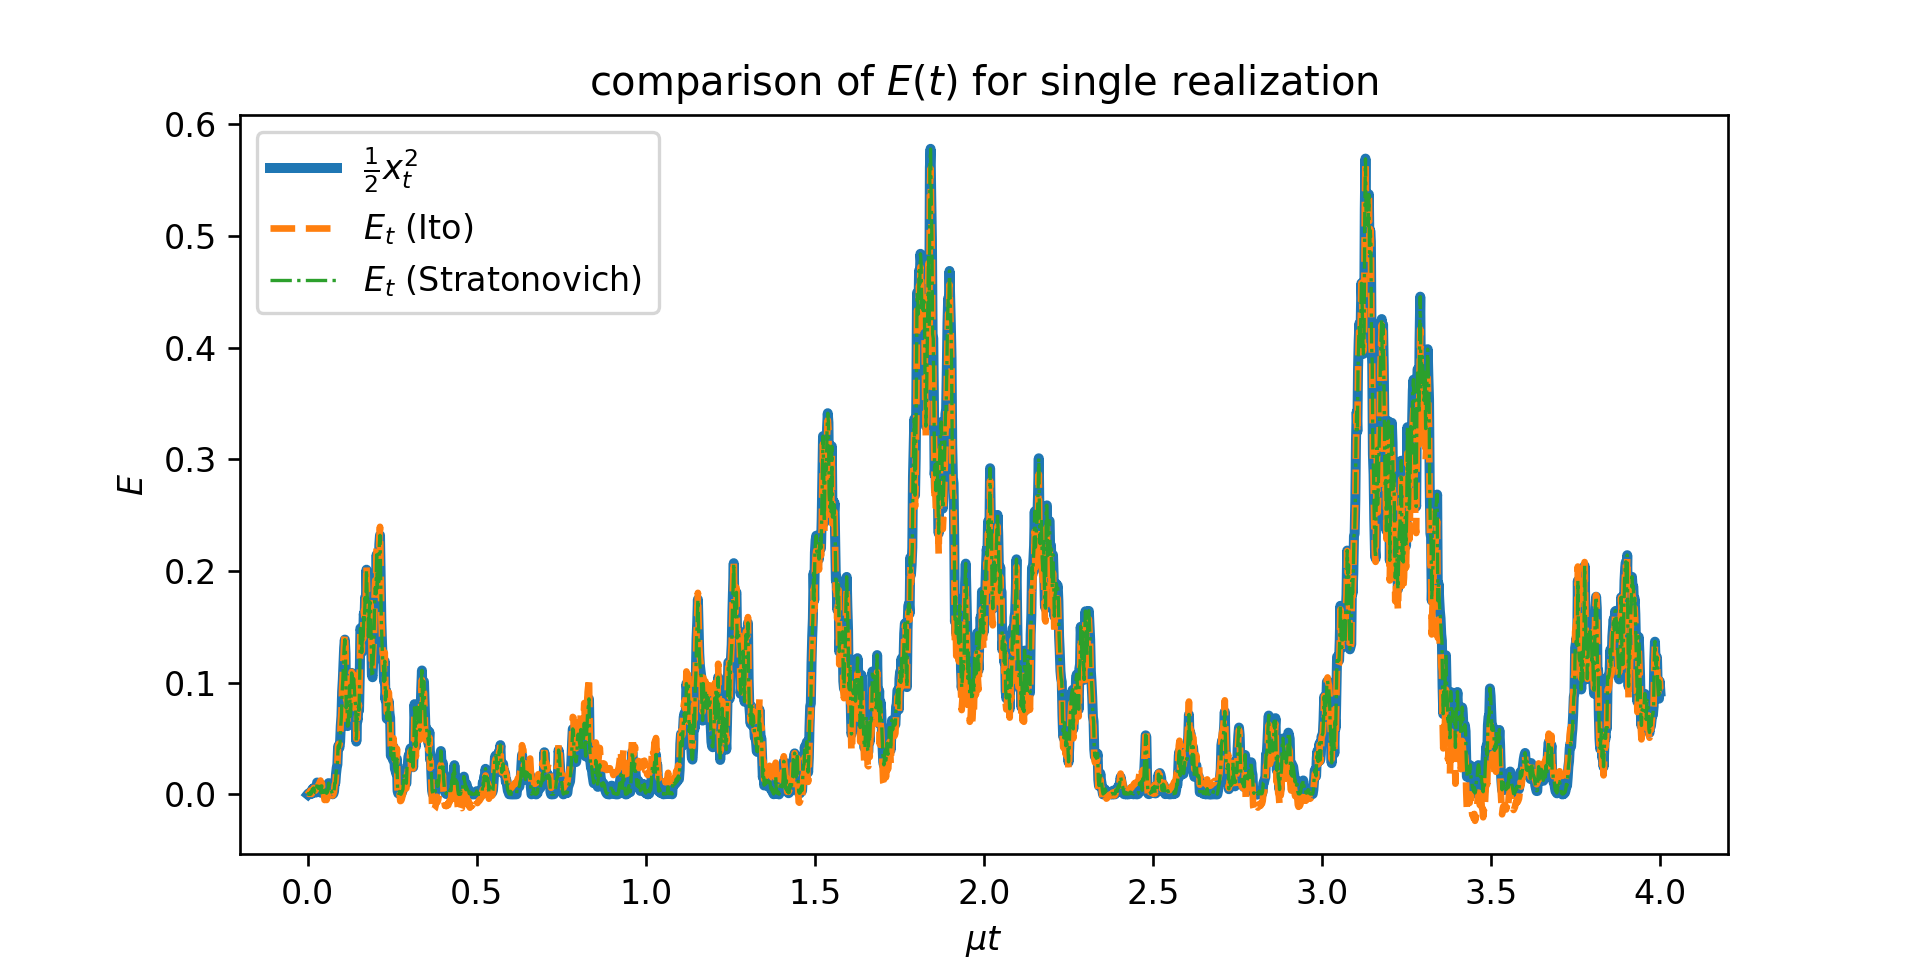 comparison of E(t) for single realization
½x_t²
E_t (Ito)
E_t (Stratonovich)
E
0.6
0.5
0.4
0.3
0.2
0.1
0.0
0.0 0.5 1.0 1.5 2.0 2.5 3.0 3.5 4.0
μt